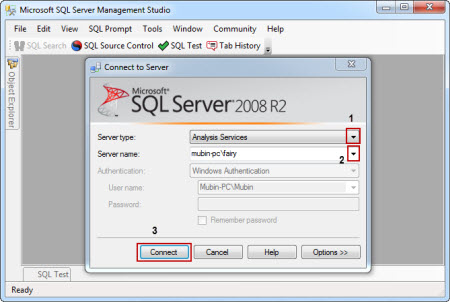 Microsoft SQL Server Management Studio
File Edit View SQL Prompt Tools Window Community Help
SQL Search SQL Source Control SQL Test Tab History
Object Explorer
Connect to Server
Microsoft®
SQL Server® 2008 R2
1
Server type: Analysis Services
Server name: mubin-pc\fairy
2
Authentication: Windows Authentication
User name: Mubin-PC\Mubin
Password:
Remember password
3
Connect Cancel Help Options >>
SQL Test
Ready